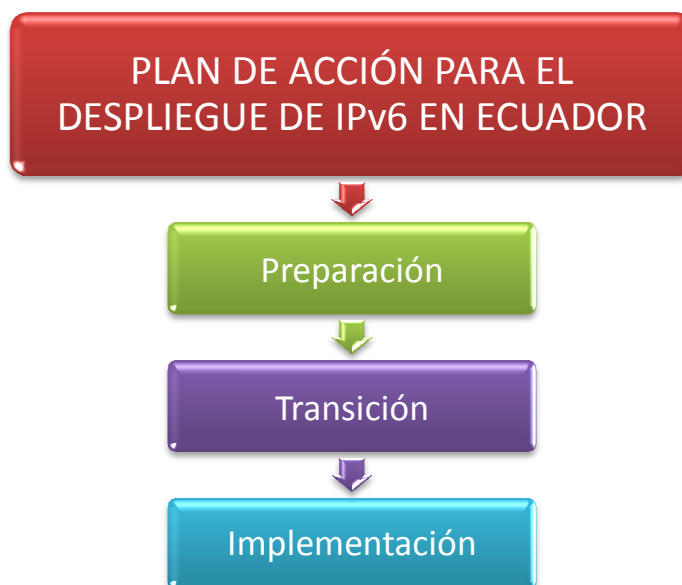 PLAN DE ACCIÓN PARA EL
DESPLIEGUE DE IPv6 EN ECUADOR
Preparación
Transición
Implementación